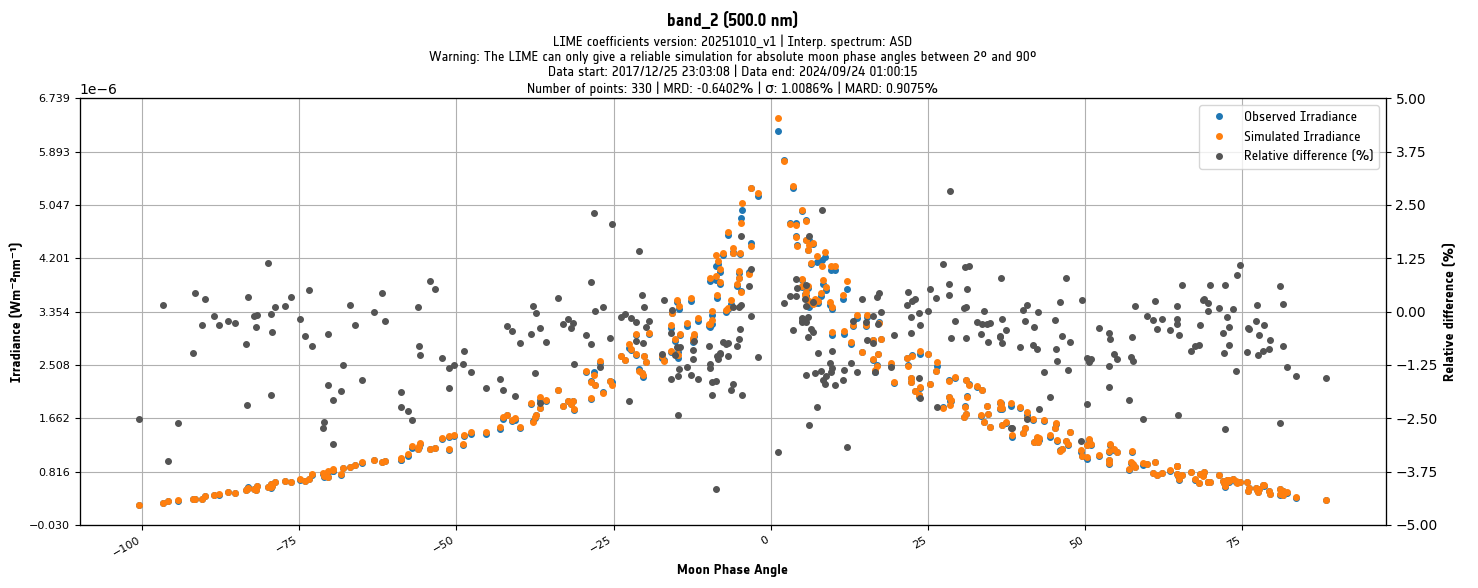 band_2 (500.0 nm)
LIME coefficients version: 20251010_v1 | Interp. spectrum: ASD
Warning: The LIME can only give a reliable simulation for absolute moon phase angles between 2º and 90º
Data start: 2017/12/25 23:03:08 | Data end: 2024/09/24 01:00:15
Number of points: 330 | MRD: -0.6402% | σ: 1.0086% | MARD: 0.9075%
1e−6
6.739
5.893
5.047
4.201
3.354
2.508
1.662
0.816
−0.030
Irradiance (Wm⁻²nm⁻¹)
Observed Irradiance
Simulated Irradiance
Relative difference (%)
5.00
3.75
2.50
1.25
0.00
−1.25
−2.50
−3.75
−5.00
Relative difference (%)
−100
−75
−50
−25
0
25
50
75
Moon Phase Angle